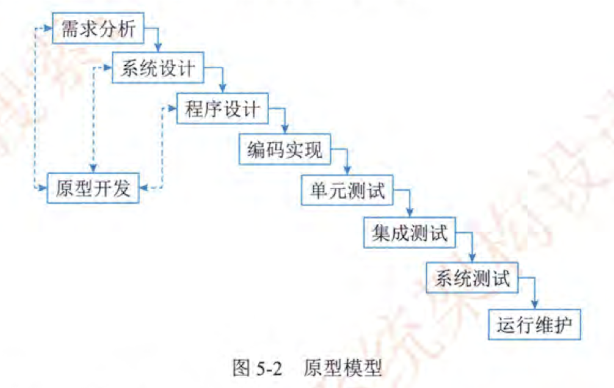 需求分析
系统设计
程序设计
编码实现
原型开发
单元测试
集成测试
系统测试
运行维护
图 5-2 原型模型